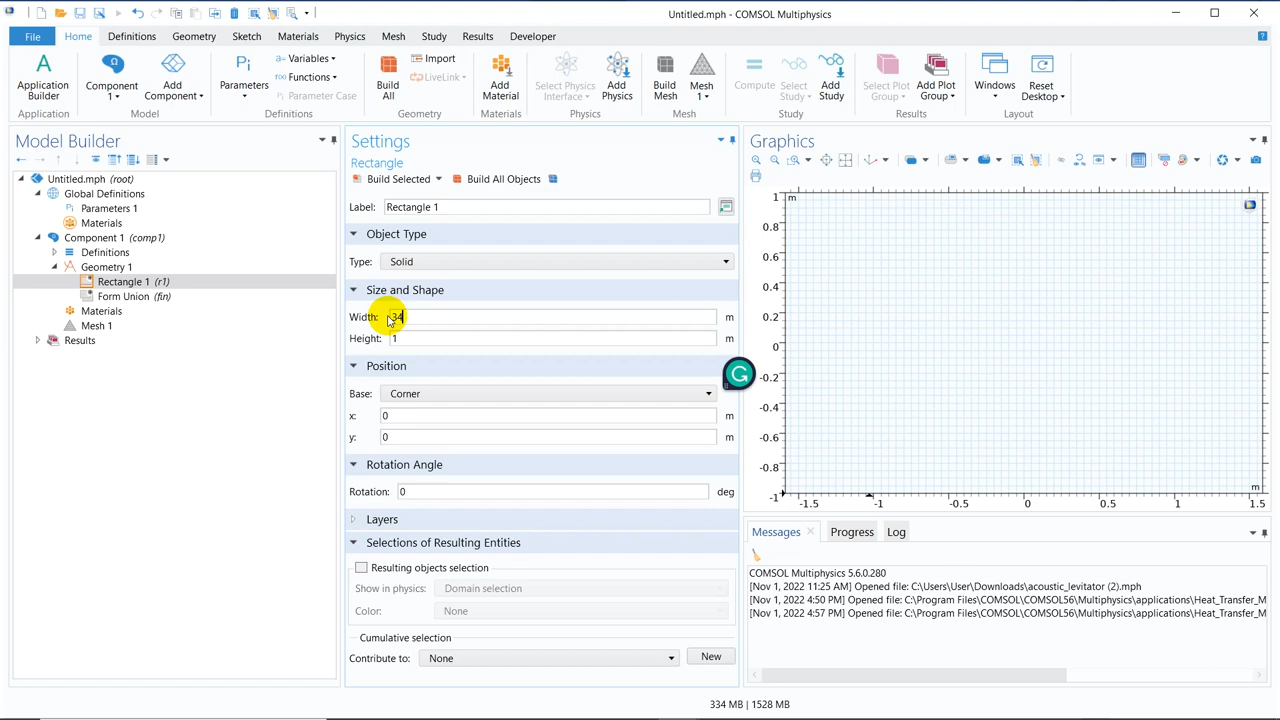 Untitled.mph - COMSOL Multiphysics
File Home Definitions Geometry Sketch Materials Physics Mesh Study Results Developer
Application Builder
Component 1
Add Component
Pi Parameters
a= Variables
f(x) Functions
Pi Parameter Case
Build All
Import
LiveLink
Add Material
Select Physics Interface
Add Physics
Build Mesh
Mesh 1
Compute
Select Study
Add Study
Select Plot Group
Add Plot Group
Windows
Reset Desktop
Application Model Definitions Geometry Materials Physics Mesh Study Results Layout
Model Builder
Untitled.mph (root)
Global Definitions
Pi Parameters 1
Materials
Component 1 (comp1)
Definitions
Geometry 1
Rectangle 1 (r1)
Form Union (fin)
Materials
Mesh 1
Results
Settings
Rectangle
Build Selected Build All Objects
Label: Rectangle 1
Object Type
Type: Solid
Size and Shape
Width: 34 m
Height: 1 m
Position
Base: Corner
x: 0 m
y: 0 m
Rotation Angle
Rotation: 0 deg
Layers
Selections of Resulting Entities
Resulting objects selection
Show in physics: Domain selection
Color: None
Cumulative selection
Contribute to: None New
Graphics
1 m
0.8
0.6
0.4
0.2
0
-0.2
-0.4
-0.6
-0.8
-1
m
-1.5 -1 -0.5 0 0.5 1 1.5
Messages Progress Log
COMSOL Multiphysics 5.6.0.280
[Nov 1, 2022 11:25 AM] Opened file: C:\Users\User\Downloads\acoustic_levitator (2).mph
[Nov 1, 2022 4:50 PM] Opened file: C:\Program Files\COMSOL\COMSOL56\Multiphysics\applications\Heat_Transfer_M
[Nov 1, 2022 4:57 PM] Opened file: C:\Program Files\COMSOL\COMSOL56\Multiphysics\applications\Heat_Transfer_M
334 MB | 1528 MB